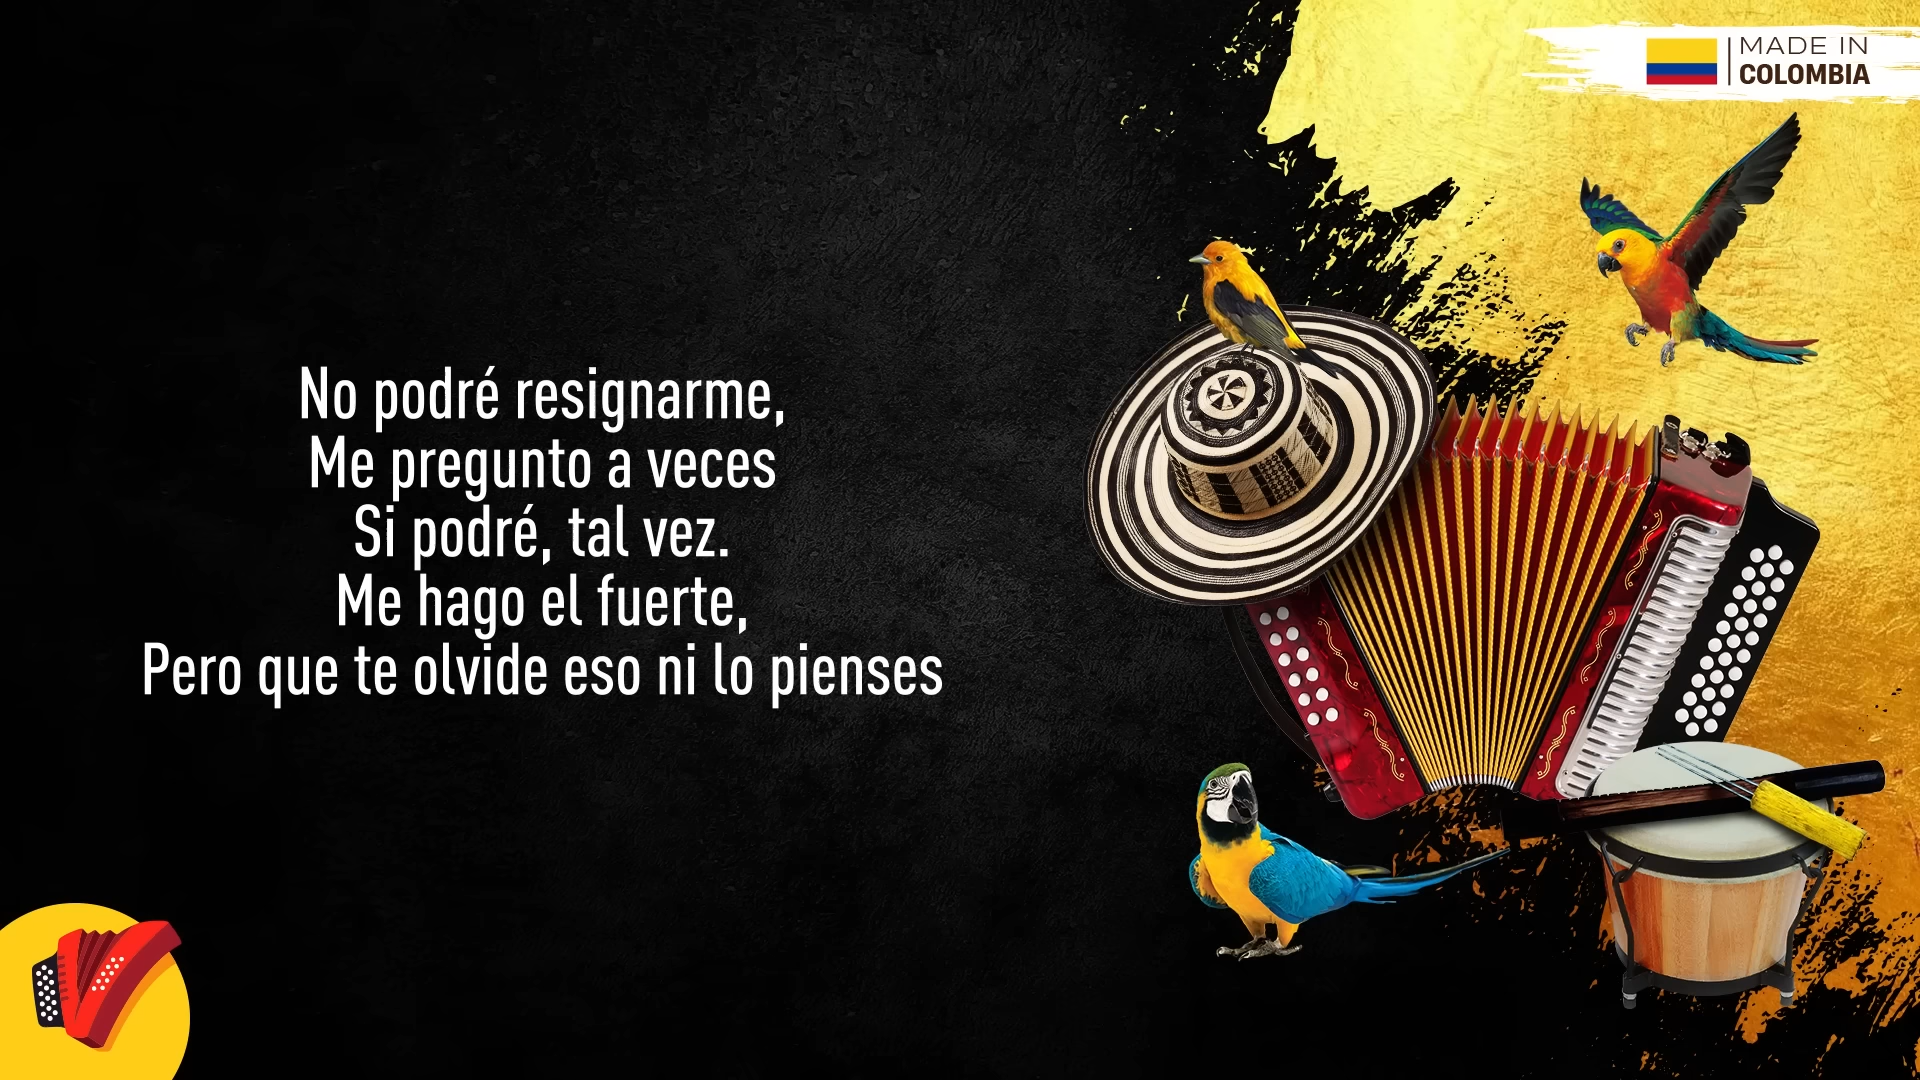 MADE IN
COLOMBIA
No podré resignarme,
Me pregunto a veces
Si podré, tal vez.
Me hago el fuerte,
Pero que te olvide eso ni lo pienses